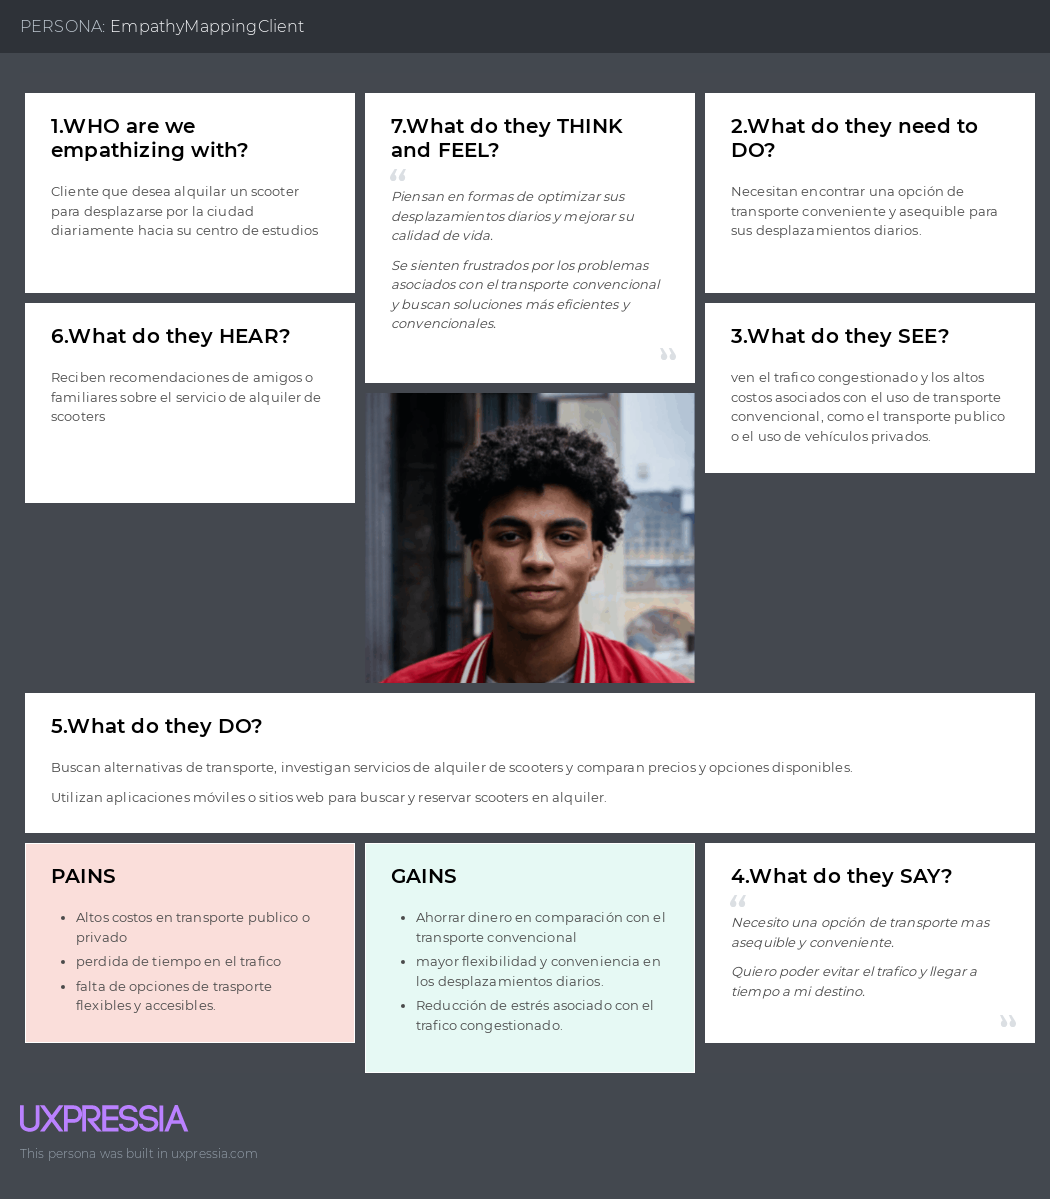 PERSONA: EmpathyMappingClient
1.WHO are we
empathizing with?
Cliente que desea alquilar un scooter
para desplazarse por la ciudad
diariamente hacia su centro de estudios
7.What do they THINK
and FEEL?
“
Piensan en formas de optimizar sus
desplazamientos diarios y mejorar su
calidad de vida.
Se sienten frustrados por los problemas
asociados con el transporte convencional
y buscan soluciones más eficientes y
convencionales.
”
2.What do they need to
DO?
Necesitan encontrar una opción de
transporte conveniente y asequible para
sus desplazamientos diarios.
6.What do they HEAR?
Reciben recomendaciones de amigos o
familiares sobre el servicio de alquiler de
scooters
3.What do they SEE?
ven el trafico congestionado y los altos
costos asociados con el uso de transporte
convencional, como el transporte publico
o el uso de vehículos privados.
5.What do they DO?
Buscan alternativas de transporte, investigan servicios de alquiler de scooters y comparan precios y opciones disponibles.
Utilizan aplicaciones móviles o sitios web para buscar y reservar scooters en alquiler.
PAINS
• Altos costos en transporte publico o
privado
• perdida de tiempo en el trafico
• falta de opciones de trasporte
flexibles y accesibles.
GAINS
• Ahorrar dinero en comparación con el
transporte convencional
• mayor flexibilidad y conveniencia en
los desplazamientos diarios.
• Reducción de estrés asociado con el
trafico congestionado.
4.What do they SAY?
“
Necesito una opción de transporte mas
asequible y conveniente.
Quiero poder evitar el trafico y llegar a
tiempo a mi destino.
”
UXPRESSIA
This persona was built in uxpressia.com